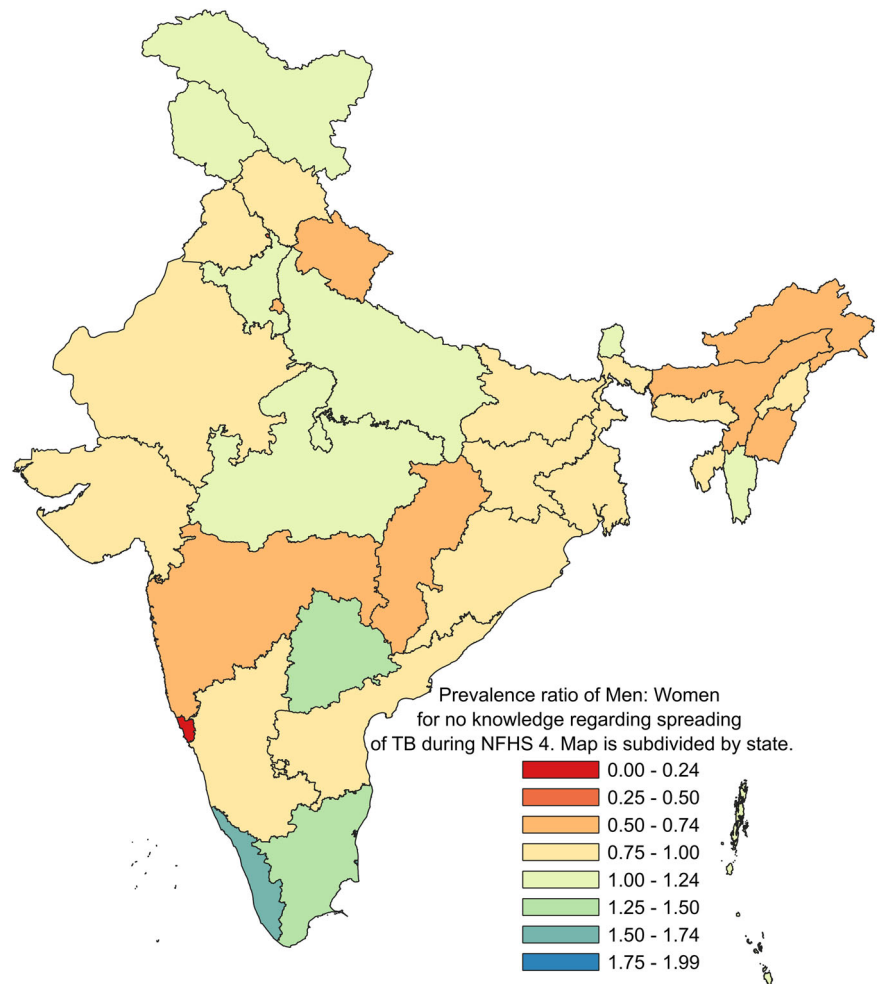 Prevalence ratio of Men: Women
for no knowledge regarding spreading
of TB during NFHS 4. Map is subdivided by state.
0.00 - 0.24
0.25 - 0.50
0.50 - 0.74
0.75 - 1.00
1.00 - 1.24
1.25 - 1.50
1.50 - 1.74
1.75 - 1.99